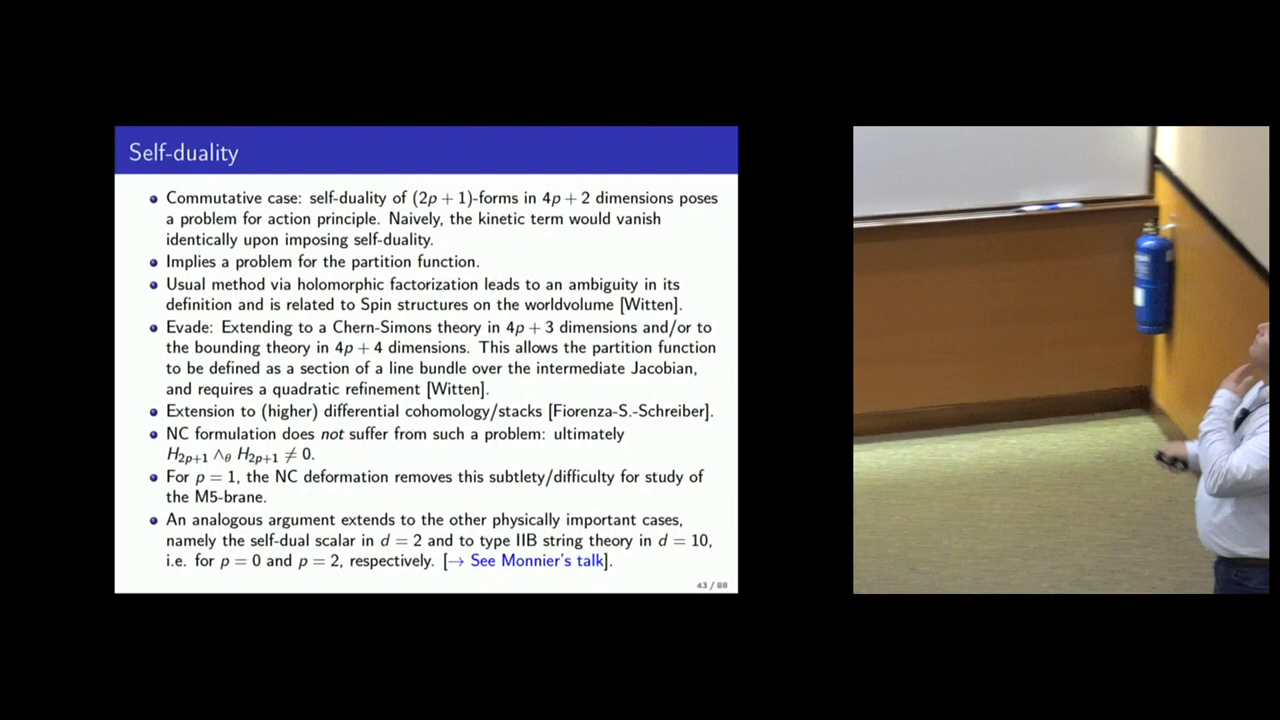 Self-duality
Commutative case: self-duality of (2p + 1)-forms in 4p + 2 dimensions poses
a problem for action principle. Naively, the kinetic term would vanish
identically upon imposing self-duality.
Implies a problem for the partition function.
Usual method via holomorphic factorization leads to an ambiguity in its
definition and is related to Spin structures on the worldvolume [Witten].
Evade: Extending to a Chern-Simons theory in 4p + 3 dimensions and/or to
the bounding theory in 4p + 4 dimensions. This allows the partition function
to be defined as a section of a line bundle over the intermediate Jacobian,
and requires a quadratic refinement [Witten].
Extension to (higher) differential cohomology/stacks [Fiorenza-S.-Schreiber].
NC formulation does not suffer from such a problem: ultimately
H₂ₚ₊₁ ∧_θ H₂ₚ₊₁ ≠ 0.
For p = 1, the NC deformation removes this subtlety/difficulty for study of
the M5-brane.
An analogous argument extends to the other physically important cases,
namely the self-dual scalar in d = 2 and to type IIB string theory in d = 10,
i.e. for p = 0 and p = 2, respectively. [→ See Monnier's talk].
43 / 88